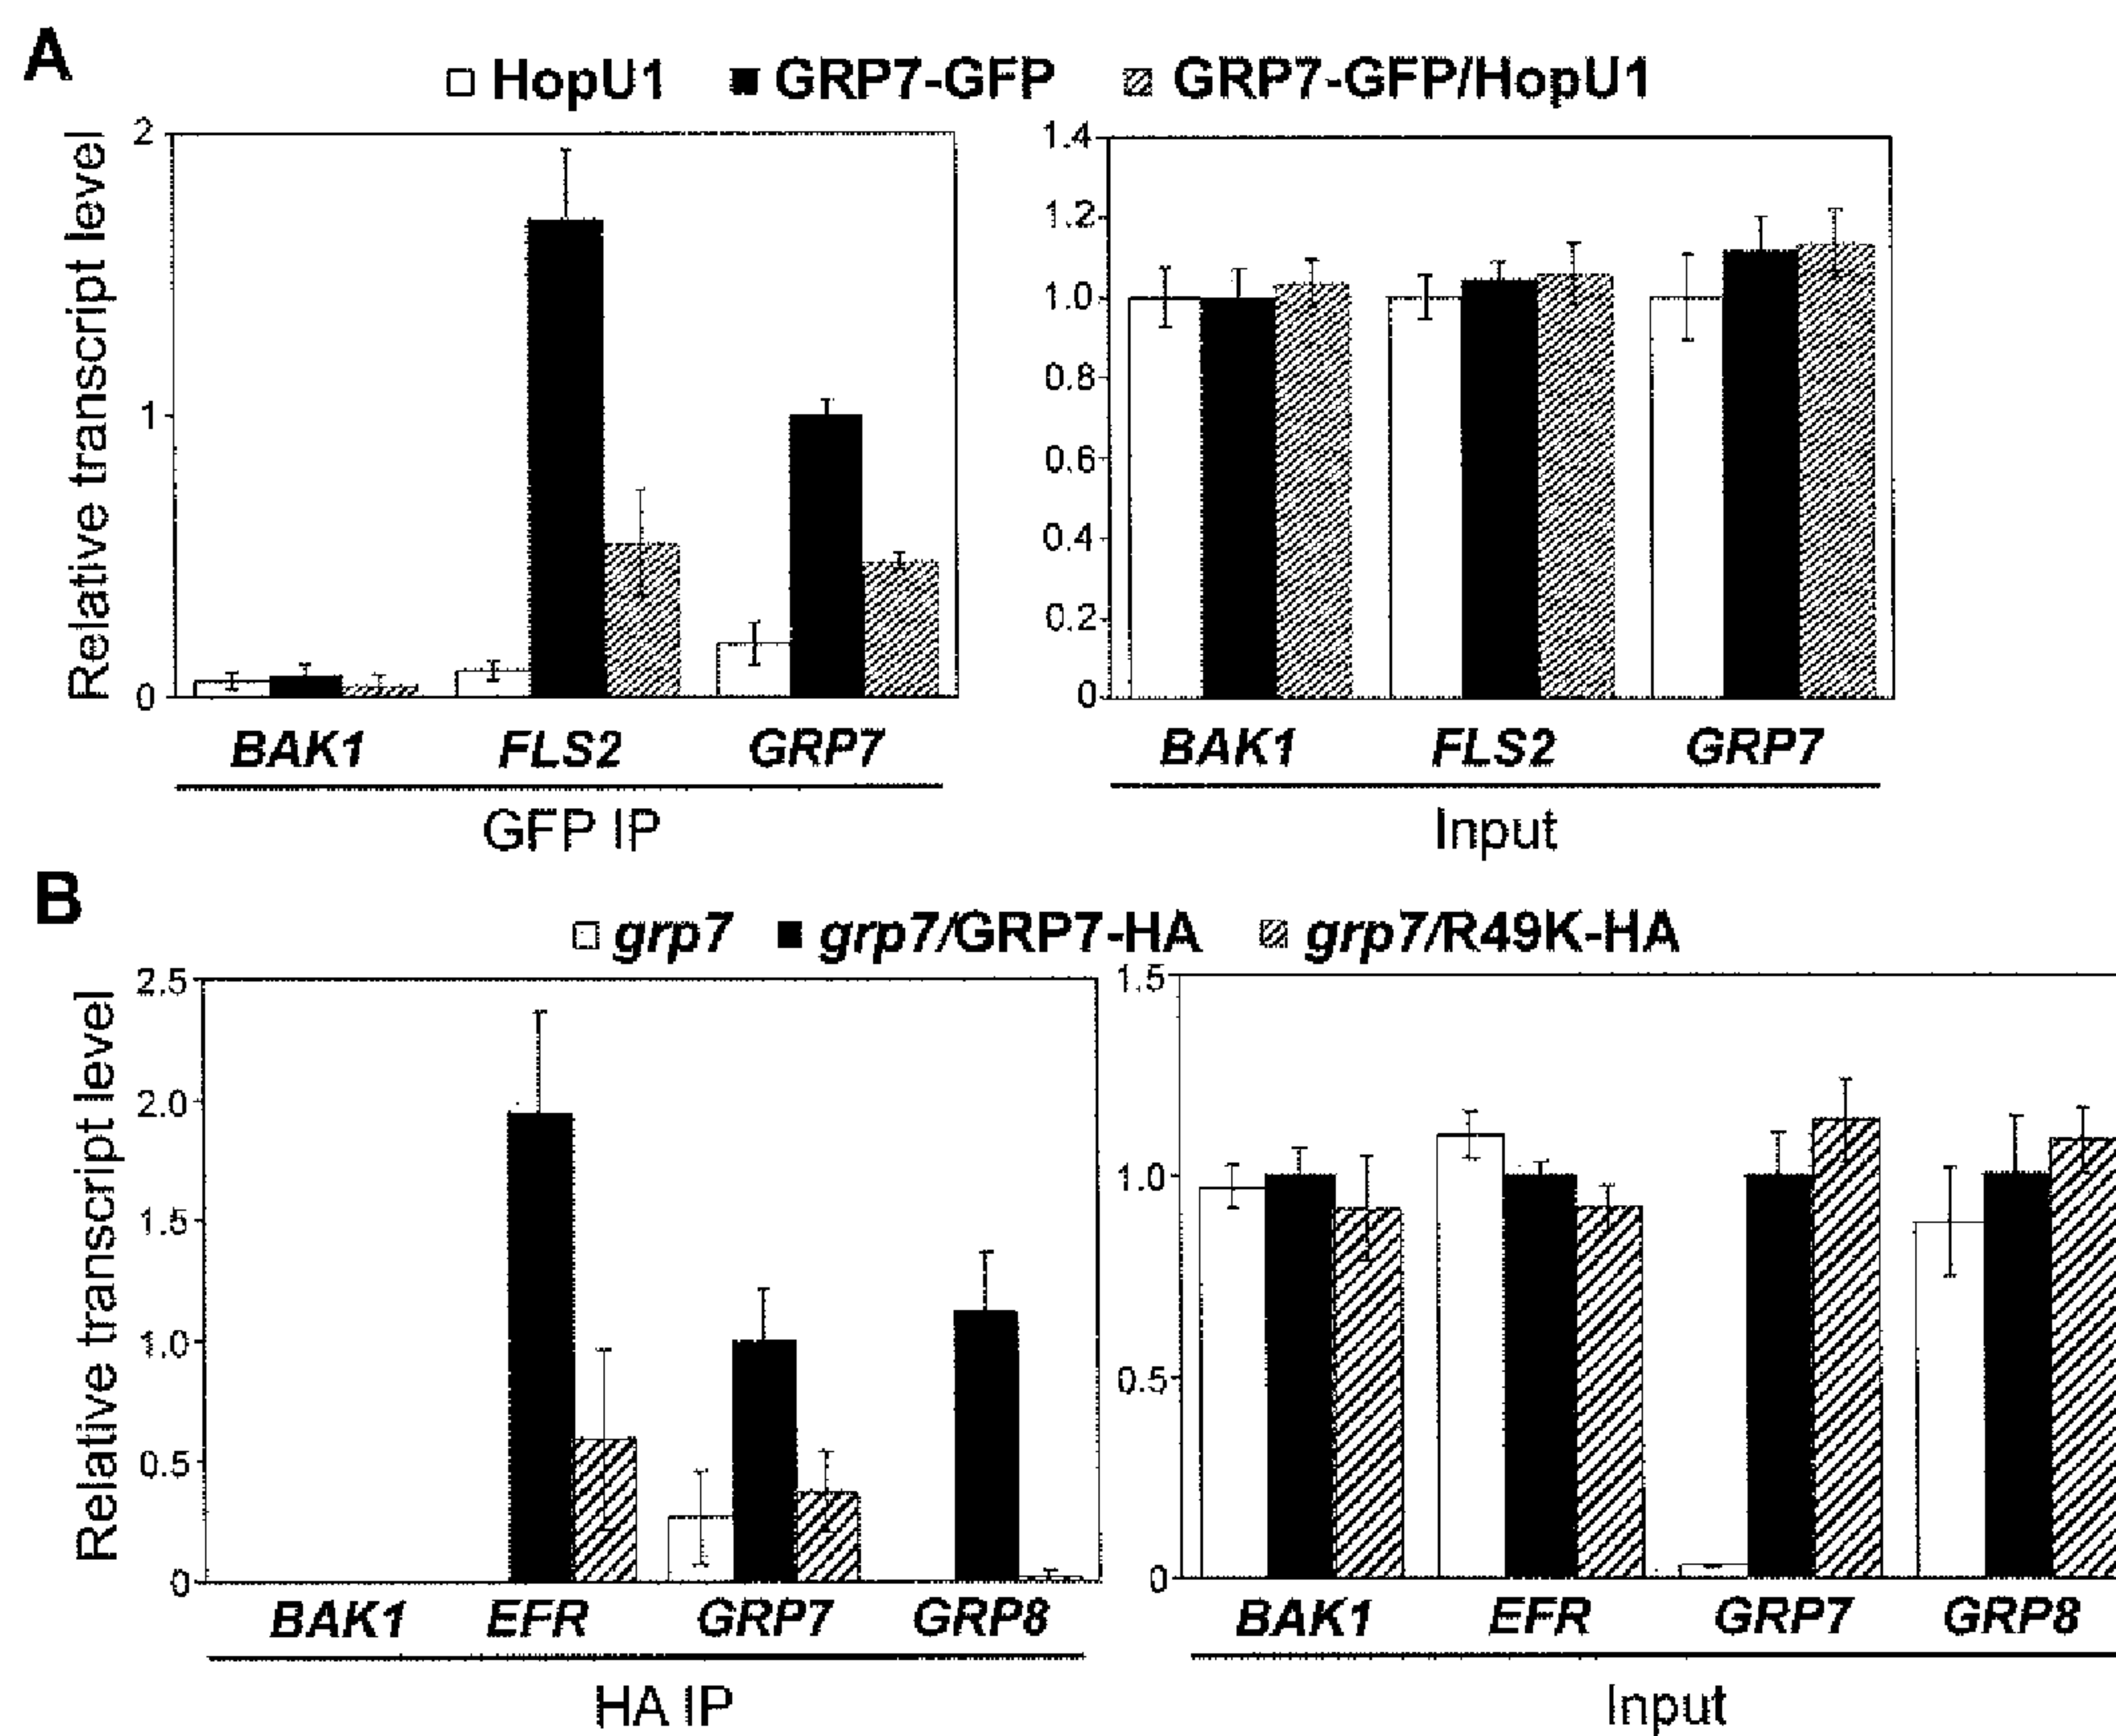 A
HopU1 GRP7-GFP GRP7-GFP/HopU1
Relative transcript level
2
1
0
BAK1 FLS2 GRP7
GFP IP
1.4
1.2
1.0
0.8
0.6
0.4
0.2
0
BAK1 FLS2 GRP7
Input
B
grp7 grp7/GRP7-HA grp7/R49K-HA
Relative transcript level
2.5
2.0
1.5
1.0
0.5
0
BAK1 EFR GRP7 GRP8
HA IP
1.5
1.0
0.5
0
BAK1 EFR GRP7 GRP8
Input